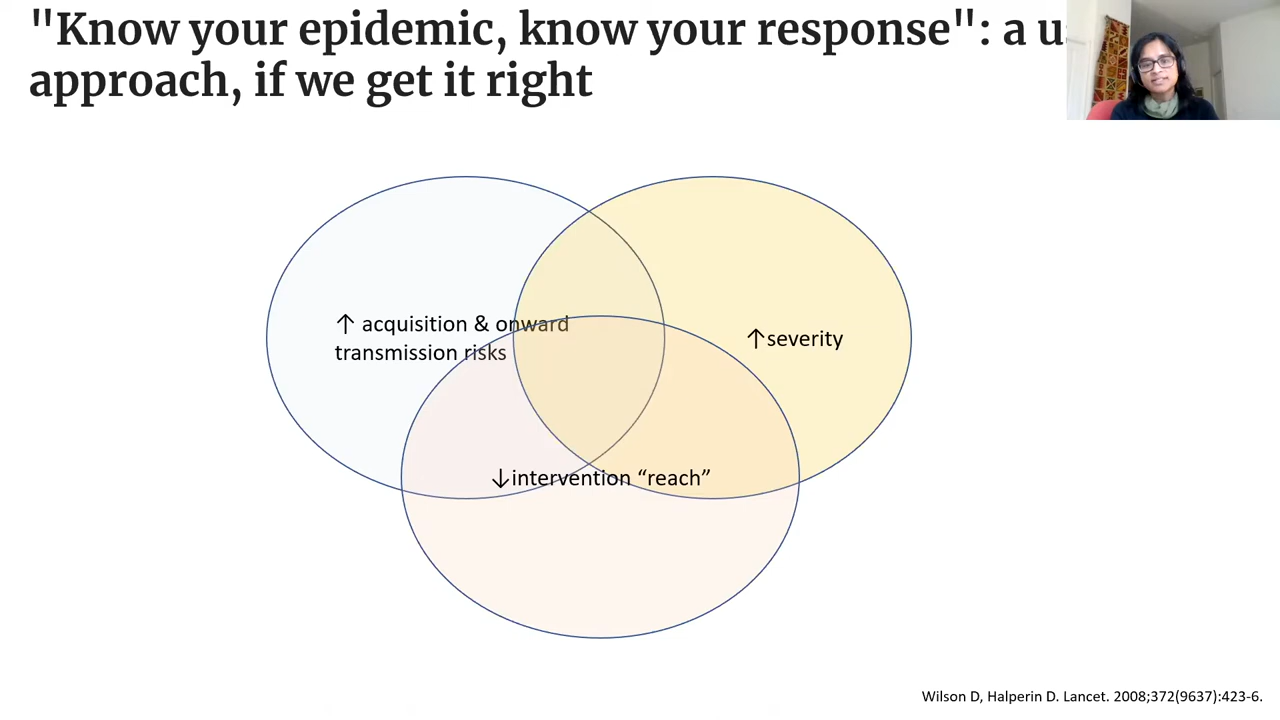 "Know your epidemic, know your response": a
approach, if we get it right
↑ acquisition & onward
transmission risks
↑severity
↓intervention “reach”
Wilson D, Halperin D. Lancet. 2008;372(9637):423-6.